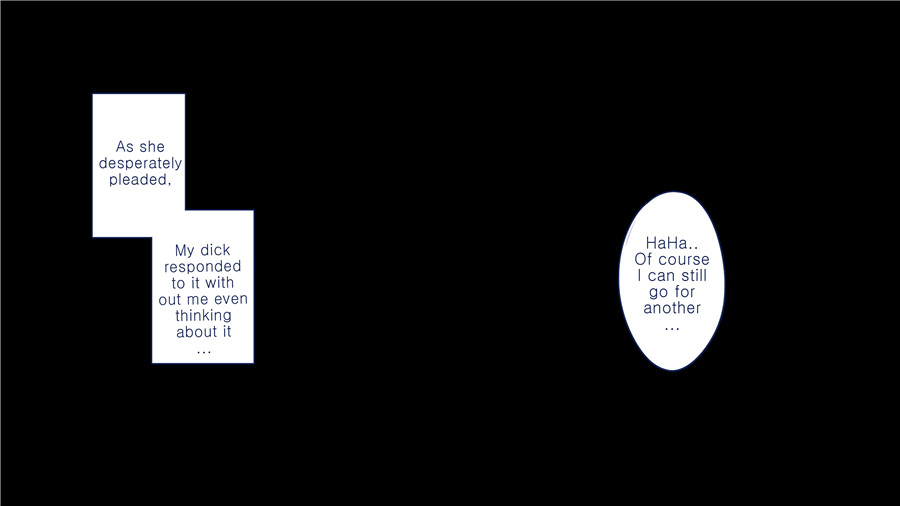 As she
desperately
pleaded,
My dick
responded
to it with
out me even
thinking
about it
...
HaHa..
Of course
I can still
go for
another
...